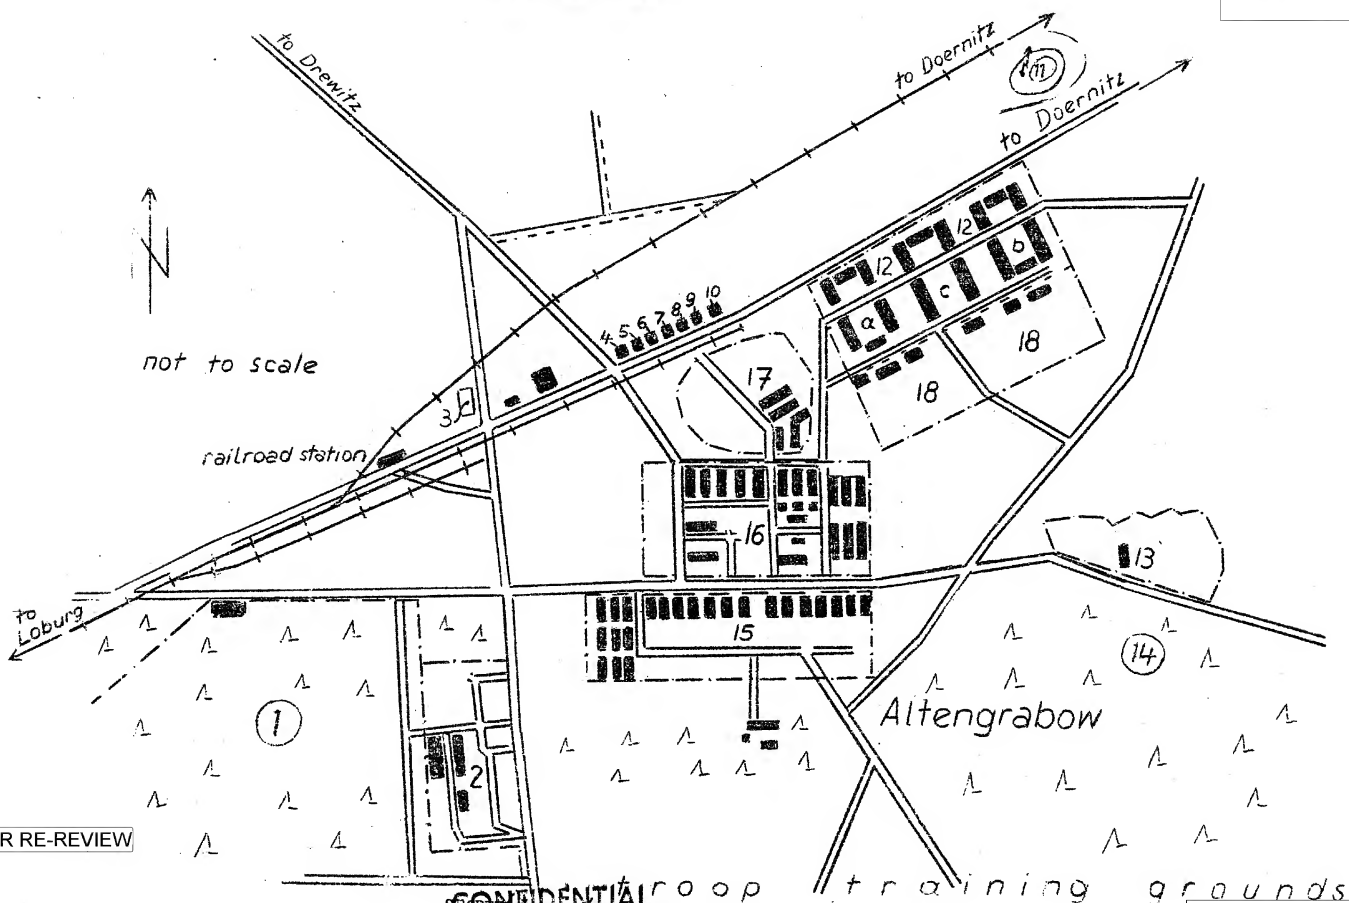 to Drewitz
to Doernitz
11
to Doernitz
N
not to scale
4 5 6 7 8 9 10
12
12
a
c
b
18
18
17
3
railroad station
16
13
to
Loburg
15
14
1
2
Altengrabow
R RE-REVIEW
CONFIDENTIAL
troop training grounds